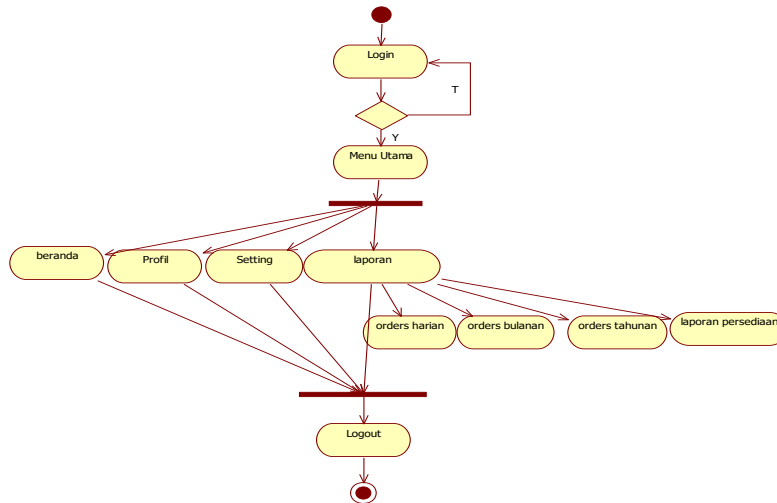 Login
T
Y
Menu Utama
beranda
Profil
Setting
laporan
orders harian
orders bulanan
orders tahunan
laporan persediaan
Logout